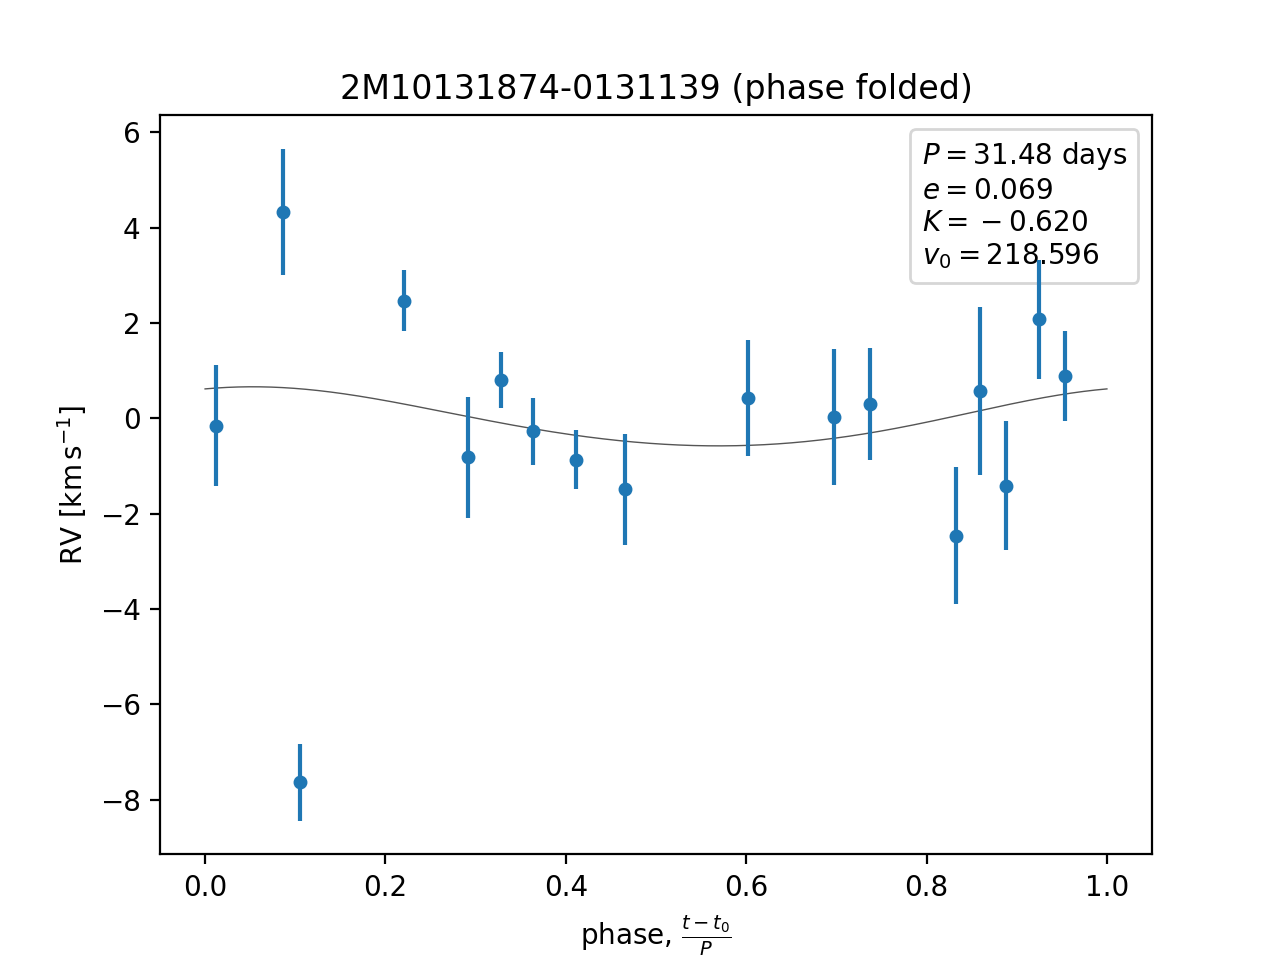 2M10131874-0131139 (phase folded)
P = 31.48 days
e = 0.069
K = −0.620
v₀ = 218.596
RV [km s⁻¹]
6
4
2
0
−2
−4
−6
−8
0.0 0.2 0.4 0.6 0.8 1.0
phase, (t − t₀)/P